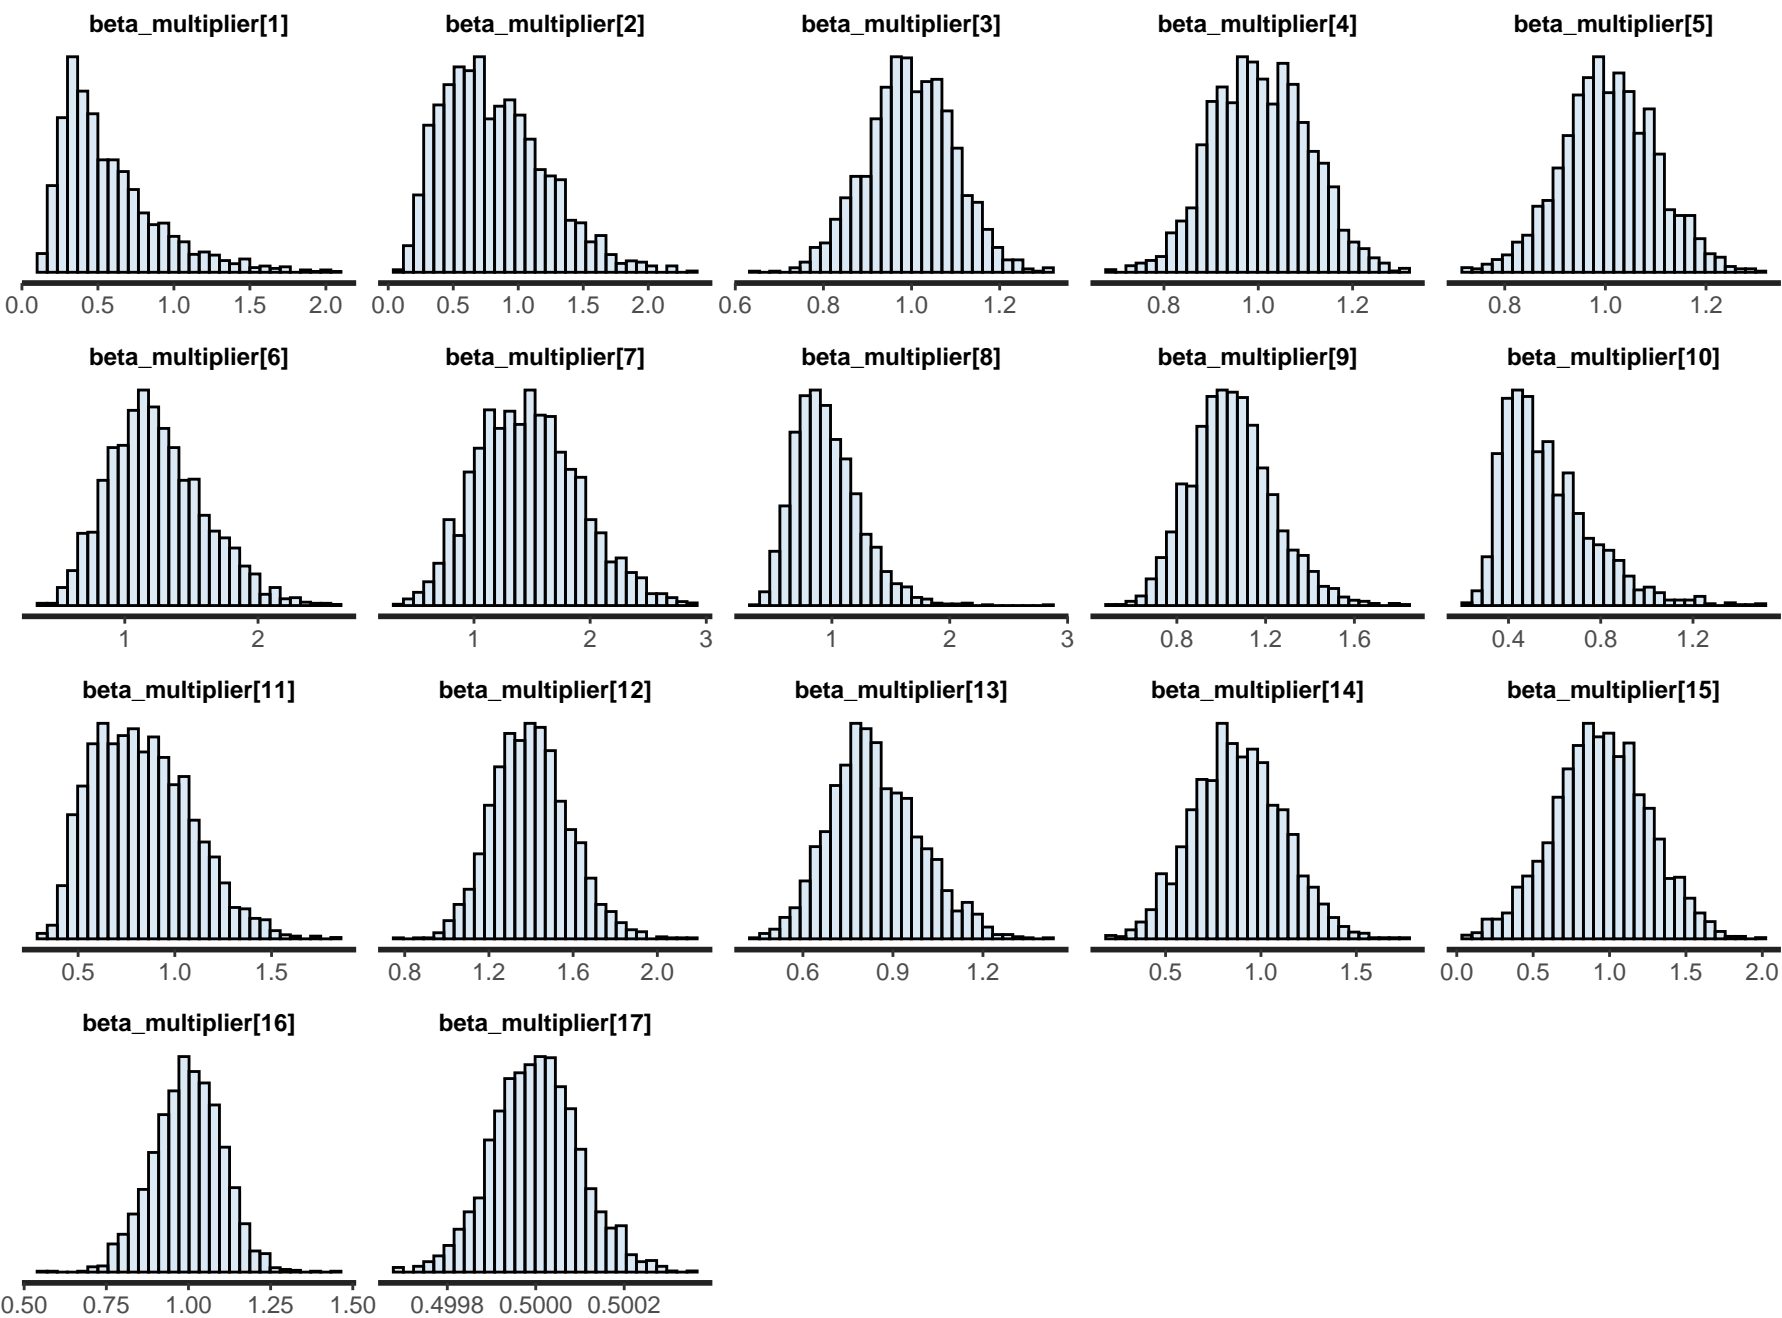 beta_multiplier[1] beta_multiplier[2] beta_multiplier[3] beta_multiplier[4] beta_multiplier[5]
0.0 0.5 1.0 1.5 2.0 0.0 0.5 1.0 1.5 2.0 0.6 0.8 1.0 1.2 0.8 1.0 1.2 0.8 1.0 1.2
beta_multiplier[6] beta_multiplier[7] beta_multiplier[8] beta_multiplier[9] beta_multiplier[10]
1 2 1 2 3 1 2 3 0.8 1.2 1.6 0.4 0.8 1.2
beta_multiplier[11] beta_multiplier[12] beta_multiplier[13] beta_multiplier[14] beta_multiplier[15]
0.5 1.0 1.5 0.8 1.2 1.6 2.0 0.6 0.9 1.2 0.5 1.0 1.5 0.0 0.5 1.0 1.5 2.0
beta_multiplier[16] beta_multiplier[17]
0.50 0.75 1.00 1.25 1.50 0.4998 0.5000 0.5002